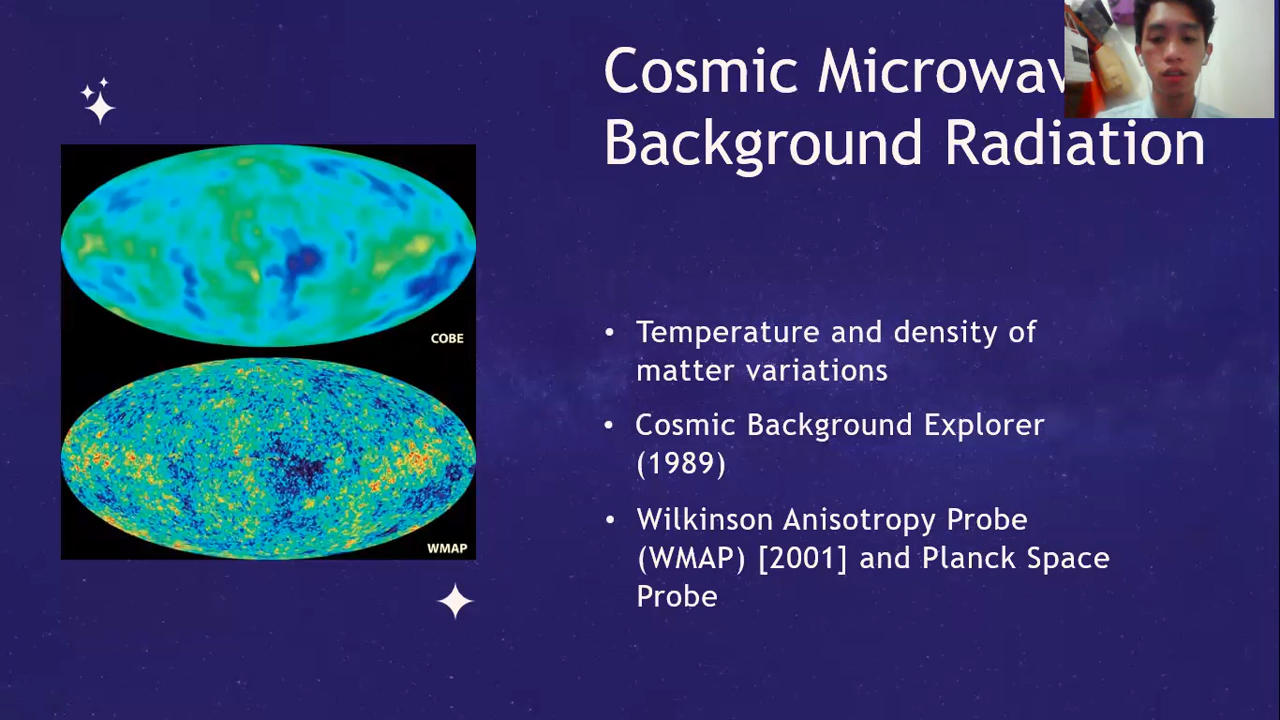 Cosmic Microwav
Background Radiation
COBE
WMAP
• Temperature and density of
matter variations
• Cosmic Background Explorer
(1989)
• Wilkinson Anisotropy Probe
(WMAP) [2001] and Planck Space
Probe